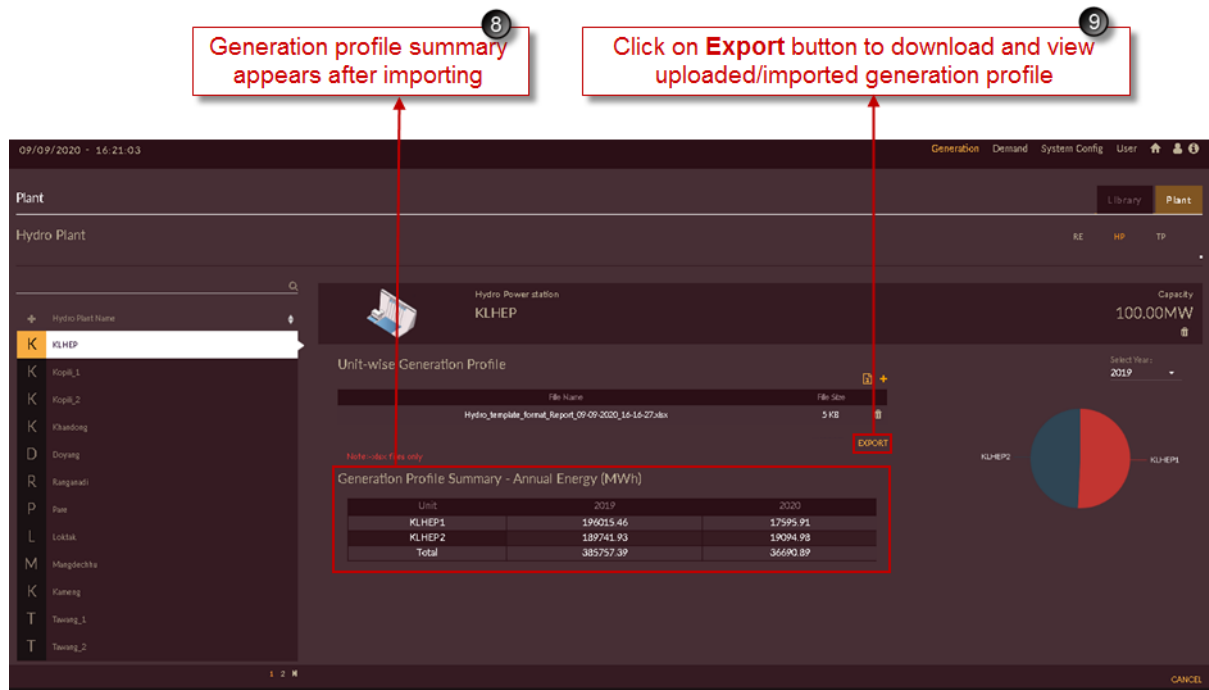 8
Generation profile summary
appears after importing
9
Click on Export button to download and view
uploaded/imported generation profile
09/09/2020 - 16:21:03
Generation Demand System Config User
Plant
Library Plant
Hydro Plant
RE HP TP
Hydro Plant Name
K KLHEP
K Kopili_1
K Kopili_2
K Khandong
D Doyang
R Ranganadi
P Pare
L Loktak
M Mangdechhu
K Kameng
T Tawang_1
T Tawang_2
1 2
Hydro Power station
KLHEP
Capacity
100.00MW
Unit-wise Generation Profile
File Name File Size
Hydro_template_format_Report_09-09-2020_16-16-27.xlsx 5 KB
EXPORT
Note:-xlsx files only
Generation Profile Summary - Annual Energy (MWh)
Unit 2019 2020
KLHEP1 196015.46 17595.91
KLHEP2 189741.93 19094.98
Total 385757.39 36690.89
Select Year:
2019
KLHEP2
KLHEP1
CANCEL